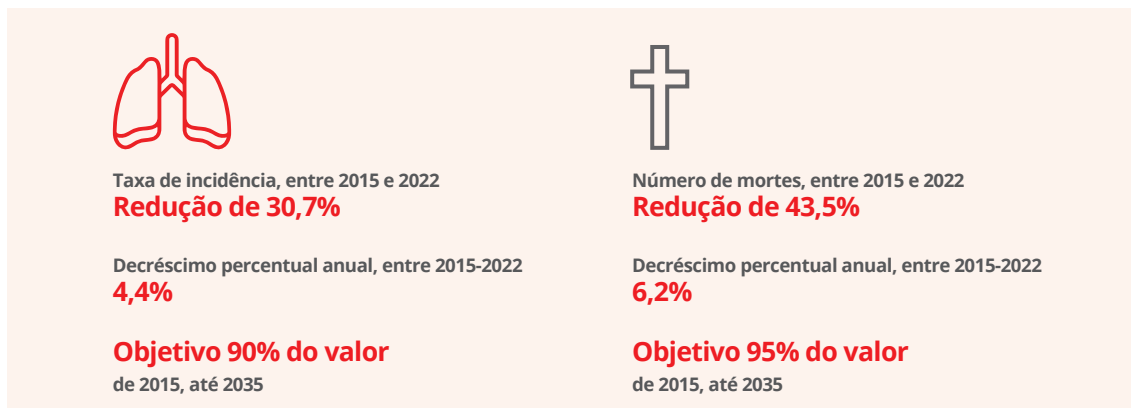 Taxa de incidência, entre 2015 e 2022
Redução de 30,7%
Decréscimo percentual anual, entre 2015-2022
4,4%
Objetivo 90% do valor
de 2015, até 2035
Número de mortes, entre 2015 e 2022
Redução de 43,5%
Decréscimo percentual anual, entre 2015-2022
6,2%
Objetivo 95% do valor
de 2015, até 2035